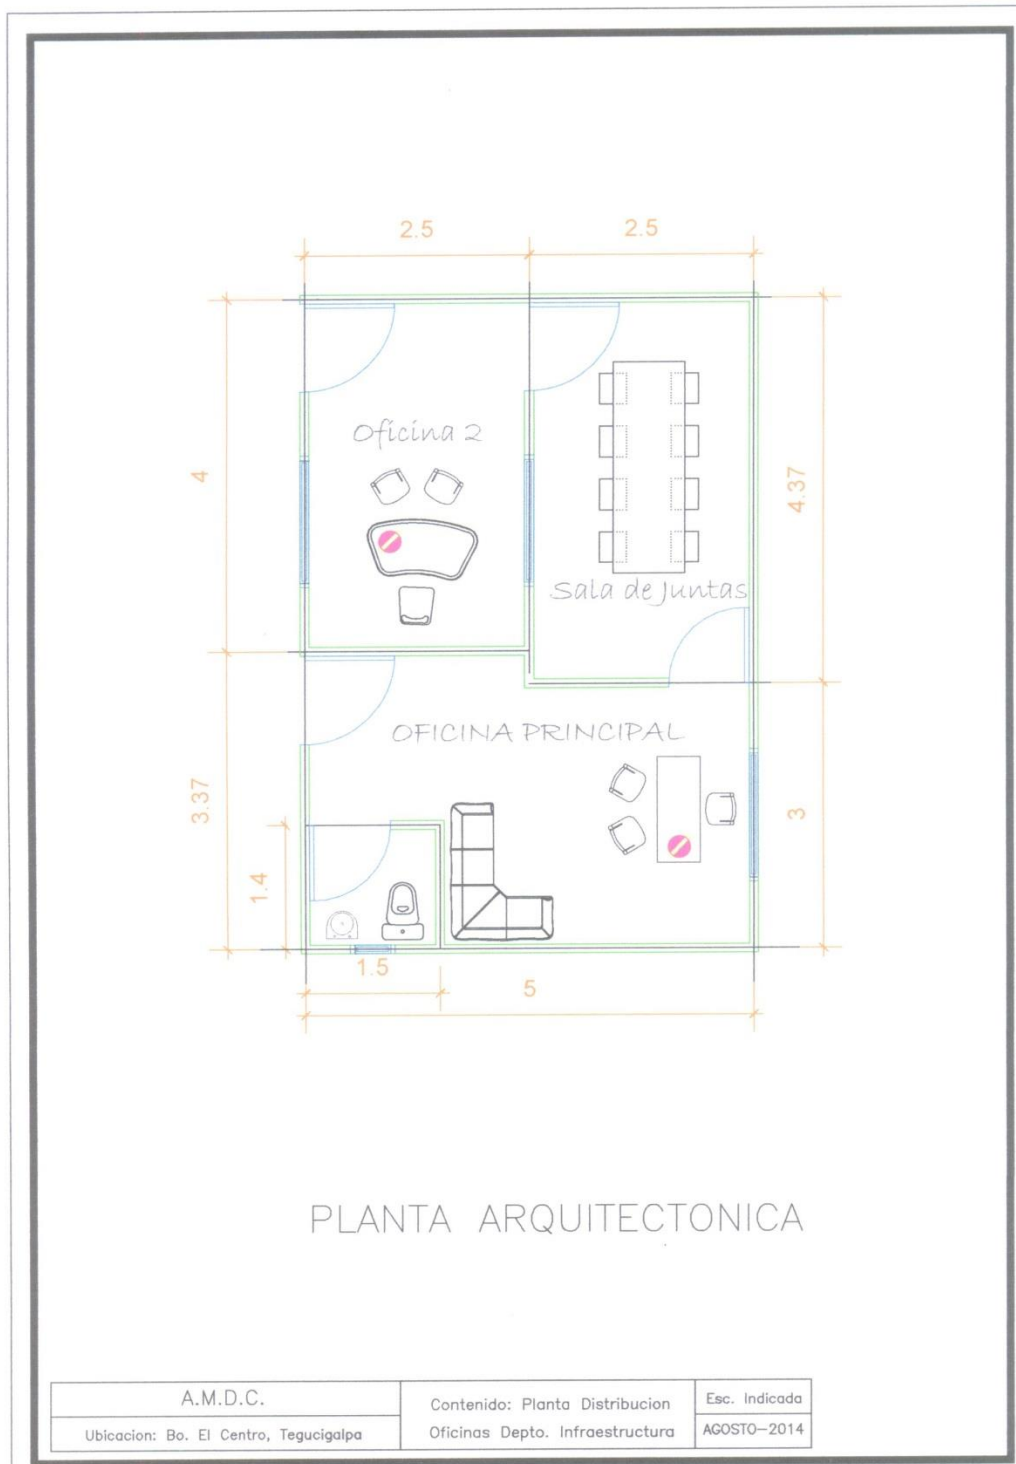 2.5
2.5
4
Oficina 2
4.37
Sala de Juntas
OFICINA PRINCIPAL
3.37
3
1.4
1.5
5
PLANTA ARQUITECTONICA
A.M.D.C.
Ubicacion: Bo. El Centro, Tegucigalpa
Contenido: Planta Distribucion
Oficinas Depto. Infraestructura
Esc. Indicada
AGOSTO-2014